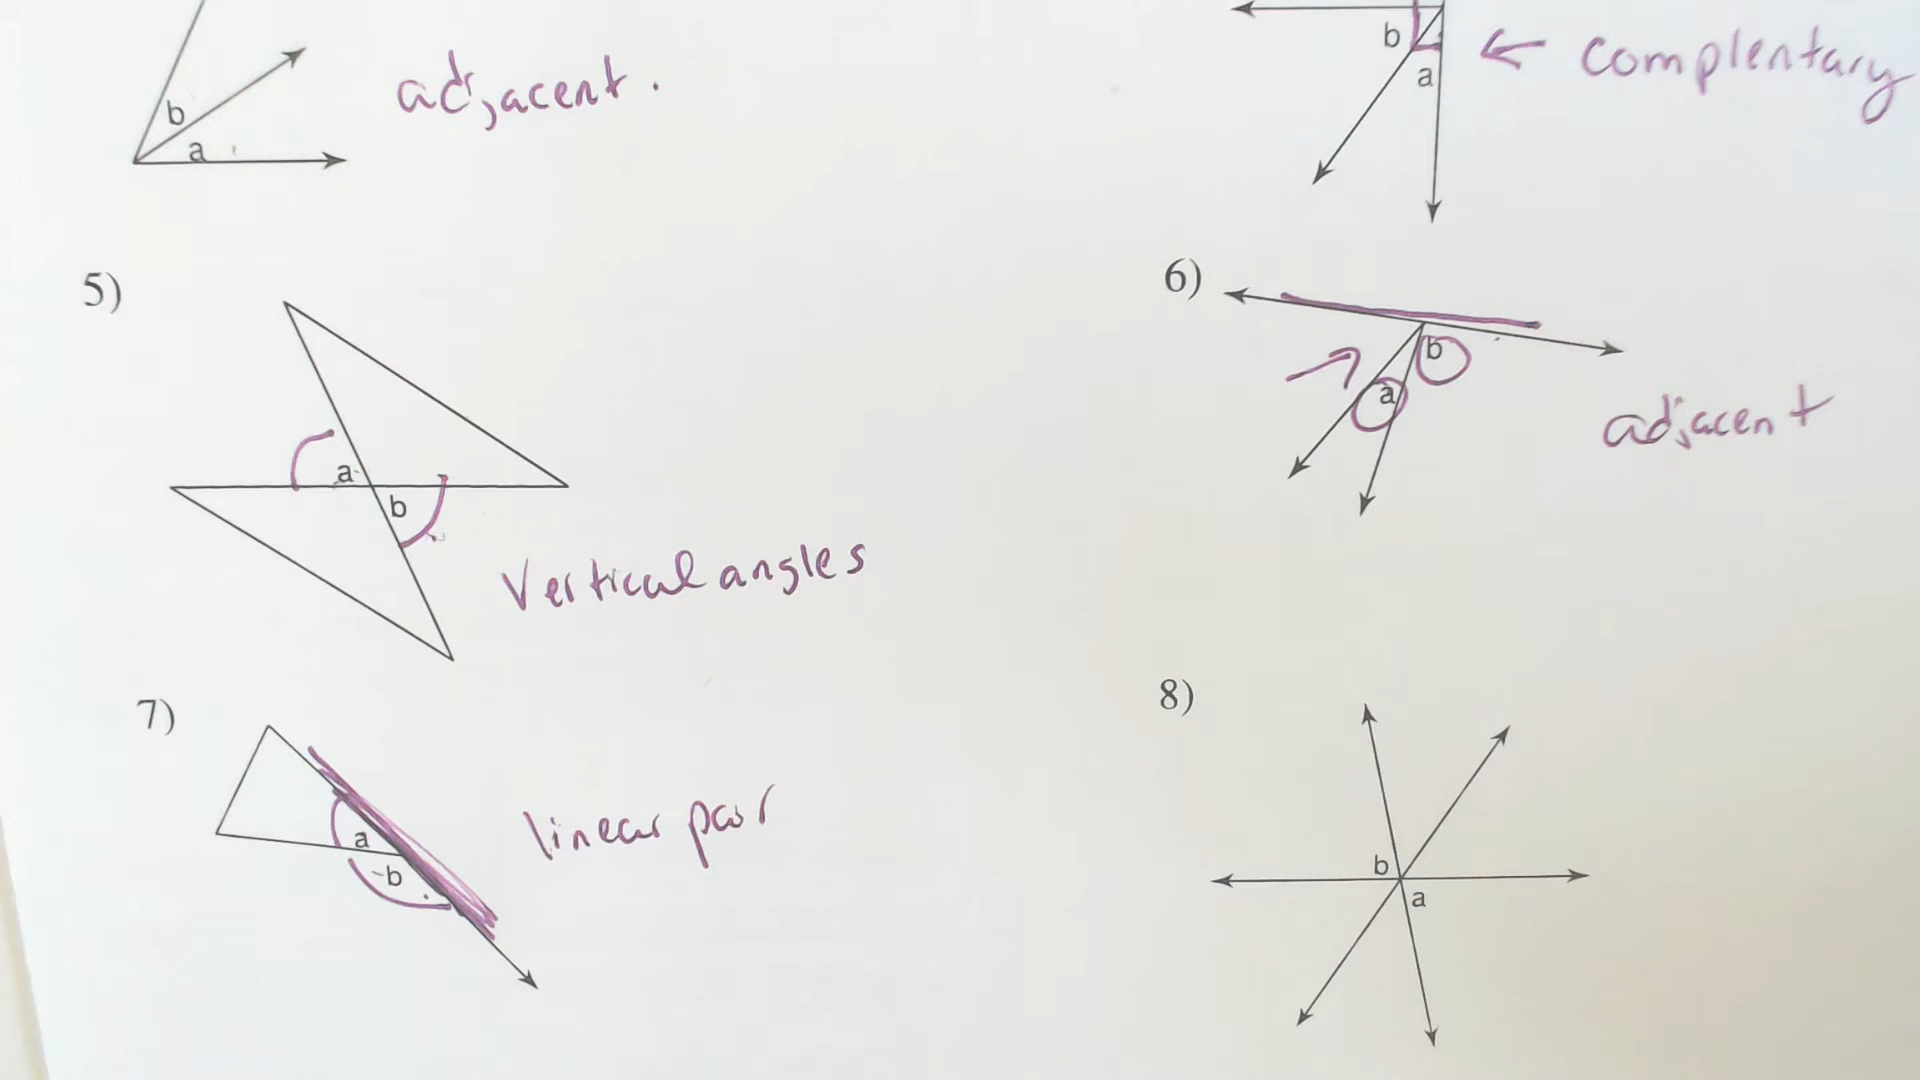 b
a
adjacent.
b
a
← complentary
5)
a
b
Vertical angles
6)
b
a
adjacent
7)
a
b
linear pair
8)
b
a